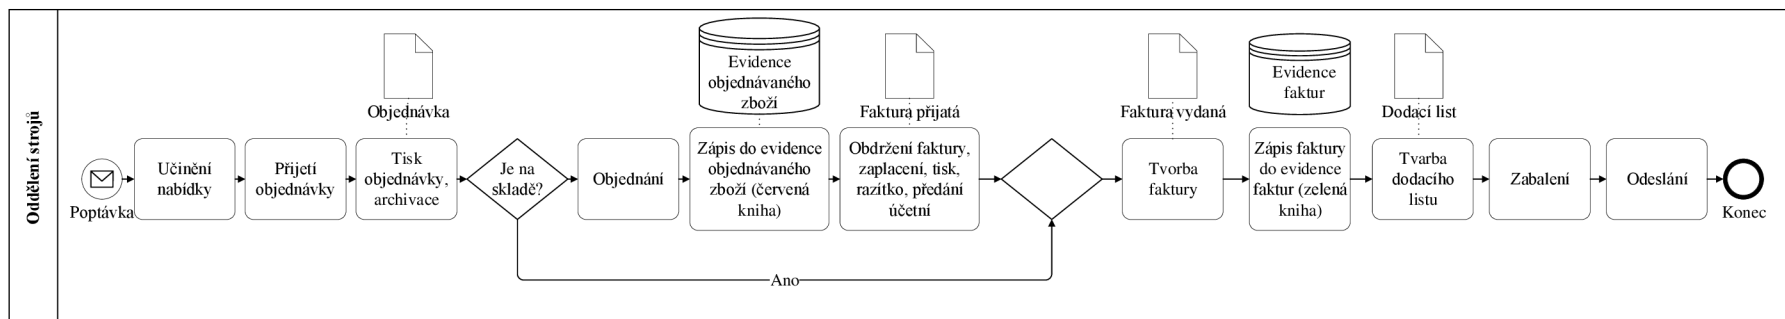 Oddělení strojů
Poptávka
Učinění
nabídky
Přijetí
objednávky
Objednávka
Tisk
objednávky,
archivace
Je na
skladě?
Objednání
Evidence
objednávaného
zboží
Zápis do evidence
objednávaného
zboží (červená
kniha)
Faktura přijatá
Obdržení faktury,
zaplacení, tisk,
razítko, předání
účetní
Ano
Faktura vydaná
Tvorba
faktury
Evidence
faktur
Zápis faktury
do evidence
faktur (zelená
kniha)
Dodací list
Tvarba
dodacího
listu
Zabalení
Odeslání
Konec